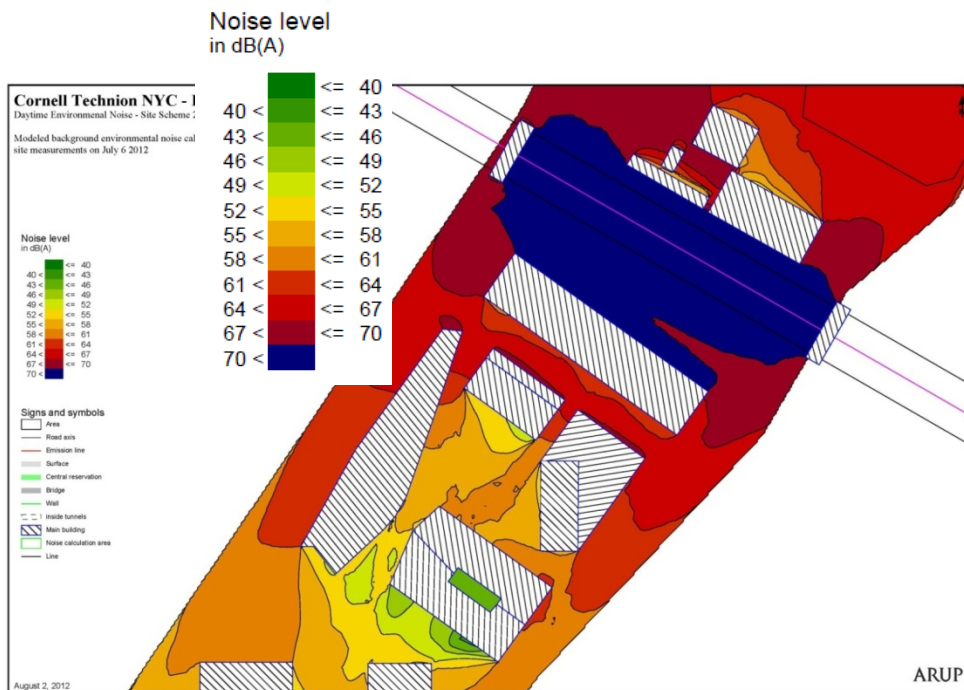 Noise level
in dB(A)
<= 40
40 < <= 43
43 < <= 46
46 < <= 49
49 < <= 52
52 < <= 55
55 < <= 58
58 < <= 61
61 < <= 64
64 < <= 67
67 < <= 70
70 <
Cornell Technion NYC -
Daytime Environmenal Noise - Site Scheme 2
Modeled background environmental noise cal
site measurements on July 6 2012
Noise level
in dB(A)
<= 40
40 < <= 43
43 < <= 46
46 < <= 49
49 < <= 52
52 < <= 55
55 < <= 58
58 < <= 61
61 < <= 64
64 < <= 67
67 < <= 70
70 <
Signs and symbols
Area
Road axis
Emission line
Surface
Central reservation
Bridge
Wall
Inside tunnels
Main building
Noise calculation area
Line
August 2, 2012
ARUP